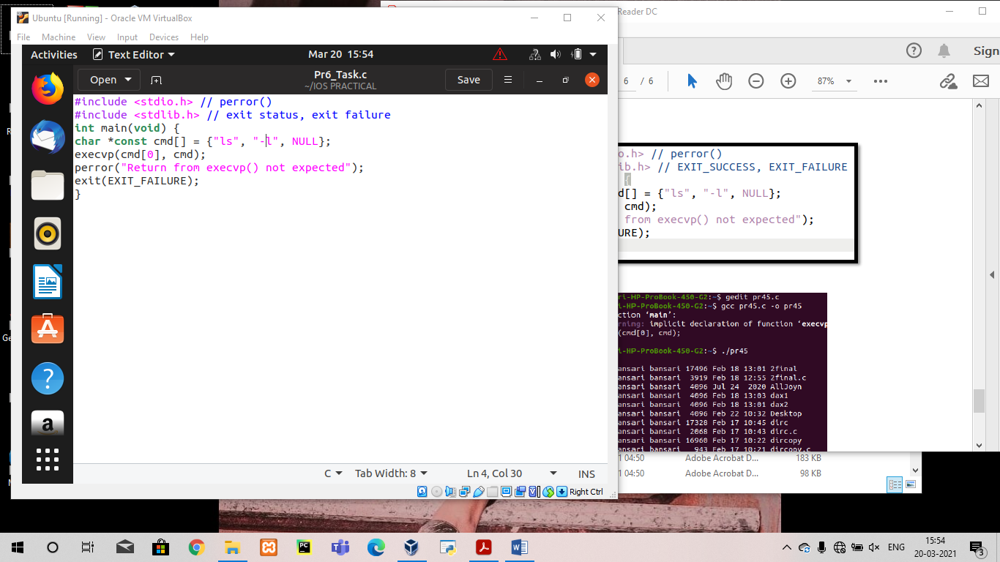 Ubuntu [Running] - Oracle VM VirtualBox
File Machine View Input Devices Help
Activities Text Editor Mar 20 15:54
Open Pr6_Task.c Save
~/IOS PRACTICAL
#include <stdio.h> // perror()
#include <stdlib.h> // exit status, exit failure
int main(void) {
char *const cmd[] = {"ls", "-l", NULL};
execvp(cmd[0], cmd);
perror("Return from execvp() not expected");
exit(EXIT_FAILURE);
}
C Tab Width: 8 Ln 4, Col 30 INS
Right Ctrl
Reader DC
Sign
6 / 6 87%
o.h> // perror()
ib.h> // EXIT_SUCCESS, EXIT_FAILURE
{
d[] = {"ls", "-l", NULL};
cmd);
from execvp() not expected");
URE);
ri-HP-ProBook-450-G2:~$ gedit pr45.c
ri-HP-ProBook-450-G2:~$ gcc pr45.c -o pr45
ction ‘main’:
rning: implicit declaration of function ‘execvp
(cmd[0], cmd);
ri-HP-ProBook-450-G2:~$ ./pr45
ansari bansari 17496 Feb 18 13:01 2final
ansari bansari 3919 Feb 18 12:55 2final.c
ansari bansari 4096 Jul 24 2020 AllJoyn
ansari bansari 4096 Feb 18 13:03 dax1
ansari bansari 4096 Feb 18 13:01 dax2
ansari bansari 4096 Feb 22 10:32 Desktop
ansari bansari 17328 Feb 17 10:45 dirc
ansari bansari 2068 Feb 17 10:43 dirc.c
ansari bansari 16960 Feb 17 10:22 dircopy
ansari bansari 943 Feb 17 10:21 dircopy.c
1 04:50 Adobe Acrobat D... 183 KB
1 04:50 Adobe Acrobat D... 98 KB
ENG 15:54
20-03-2021
3